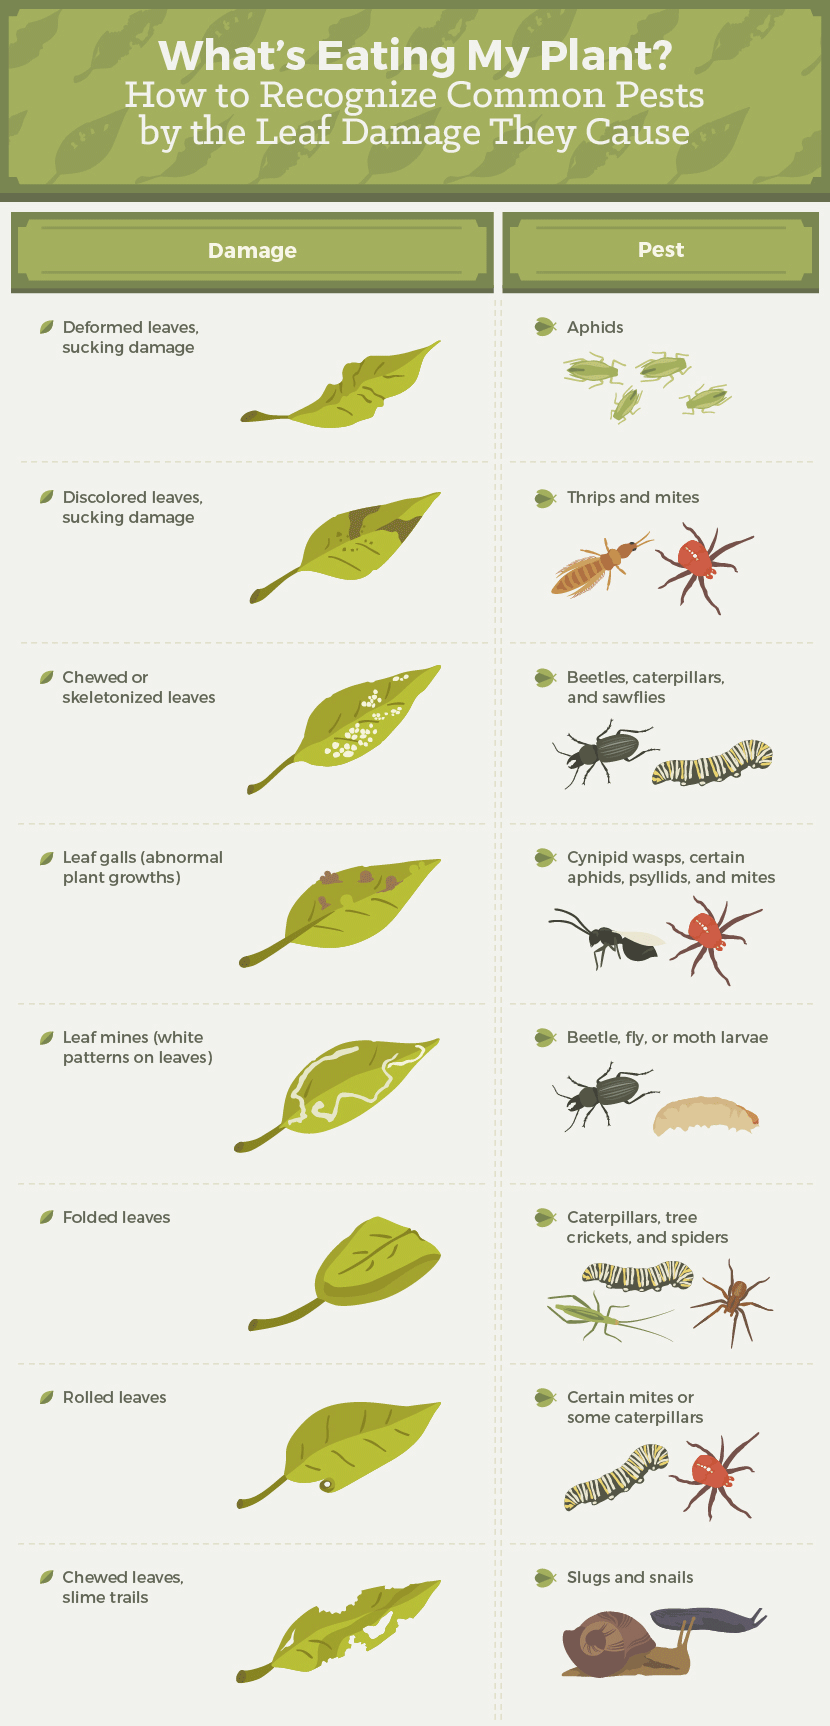 What's Eating My Plant?
How to Recognize Common Pests
by the Leaf Damage They Cause
Damage
Pest
Deformed leaves,
sucking damage
Aphids
Discolored leaves,
sucking damage
Thrips and mites
Chewed or
skeletonized leaves
Beetles, caterpillars,
and sawflies
Leaf galls (abnormal
plant growths)
Cynipid wasps, certain
aphids, psyllids, and mites
Leaf mines (white
patterns on leaves)
Beetle, fly, or moth larvae
Folded leaves
Caterpillars, tree
crickets, and spiders
Rolled leaves
Certain mites or
some caterpillars
Chewed leaves,
slime trails
Slugs and snails